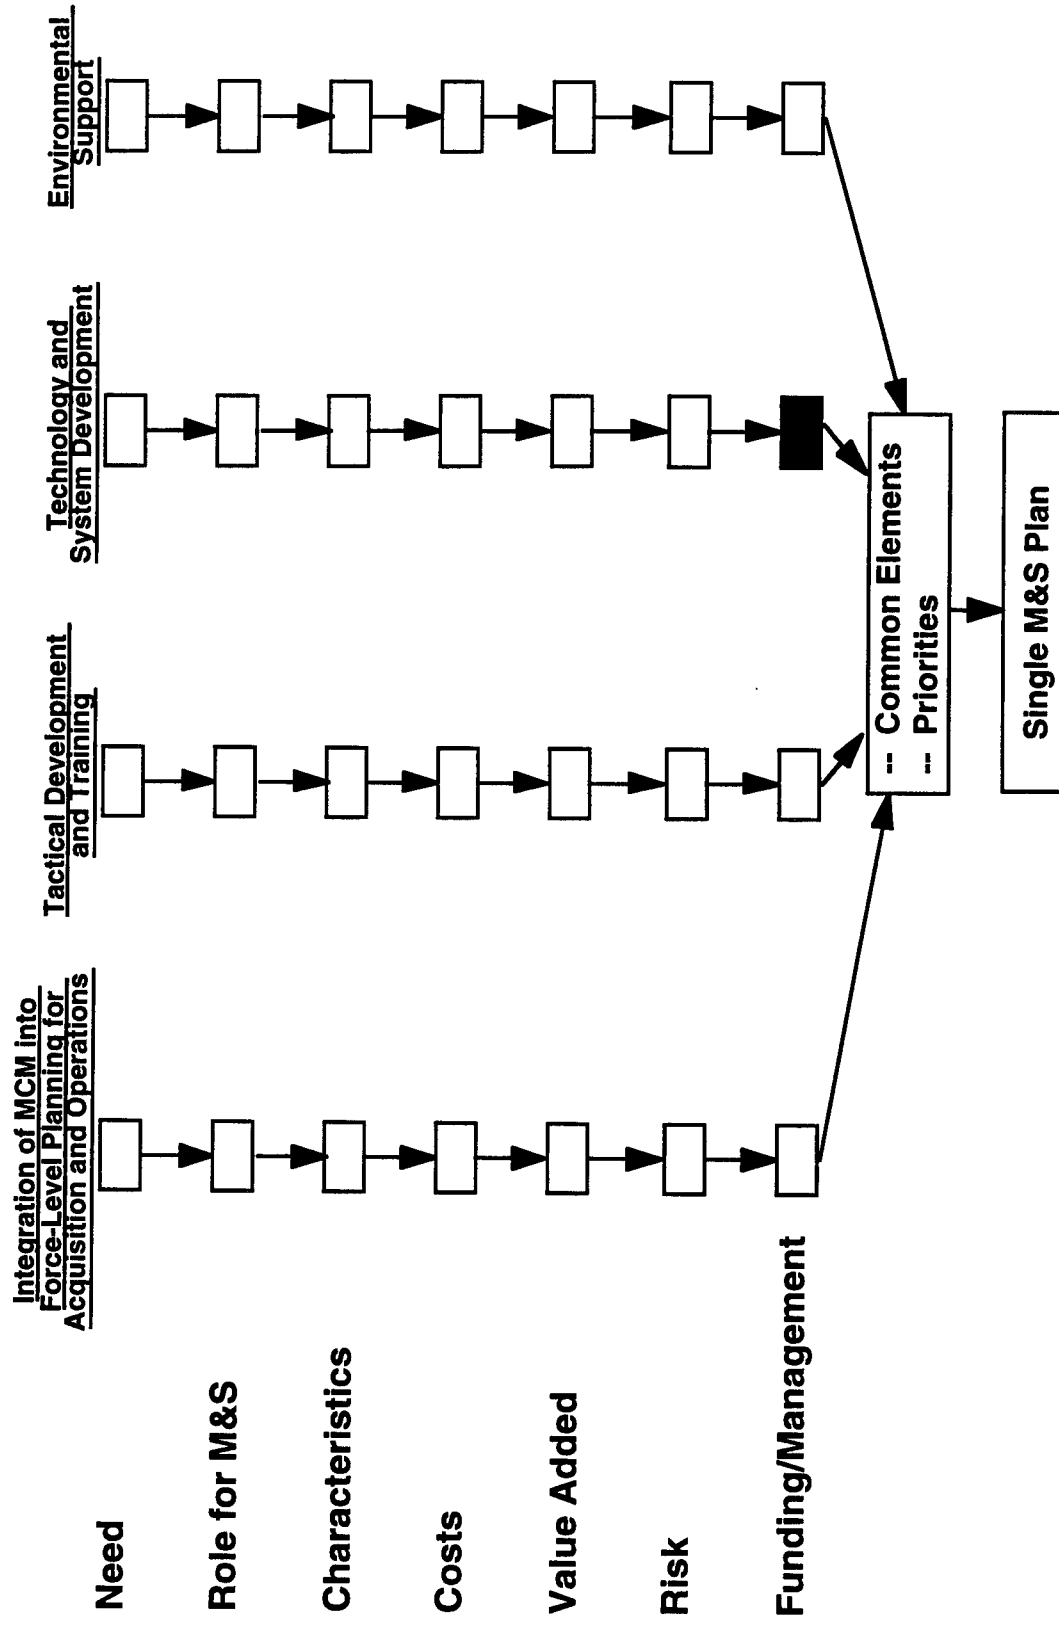 Integration of MCM into
Force-Level Planning for
Acquisition and Operations
Tactical Development
and Training
Technology and
System Development
Environmental
Support
Need
Role for M&S
Characteristics
Costs
Value Added
Risk
Funding/Management
-- Common Elements
-- Priorities
Single M&S Plan